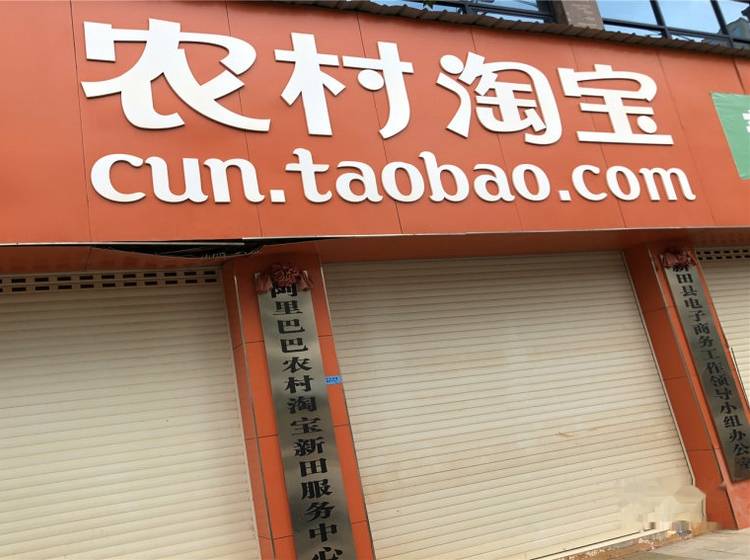 农村淘宝
cun.taobao.com
阿里巴巴农村淘宝新田服务中心
新田县电子商务工作领导小组办公室